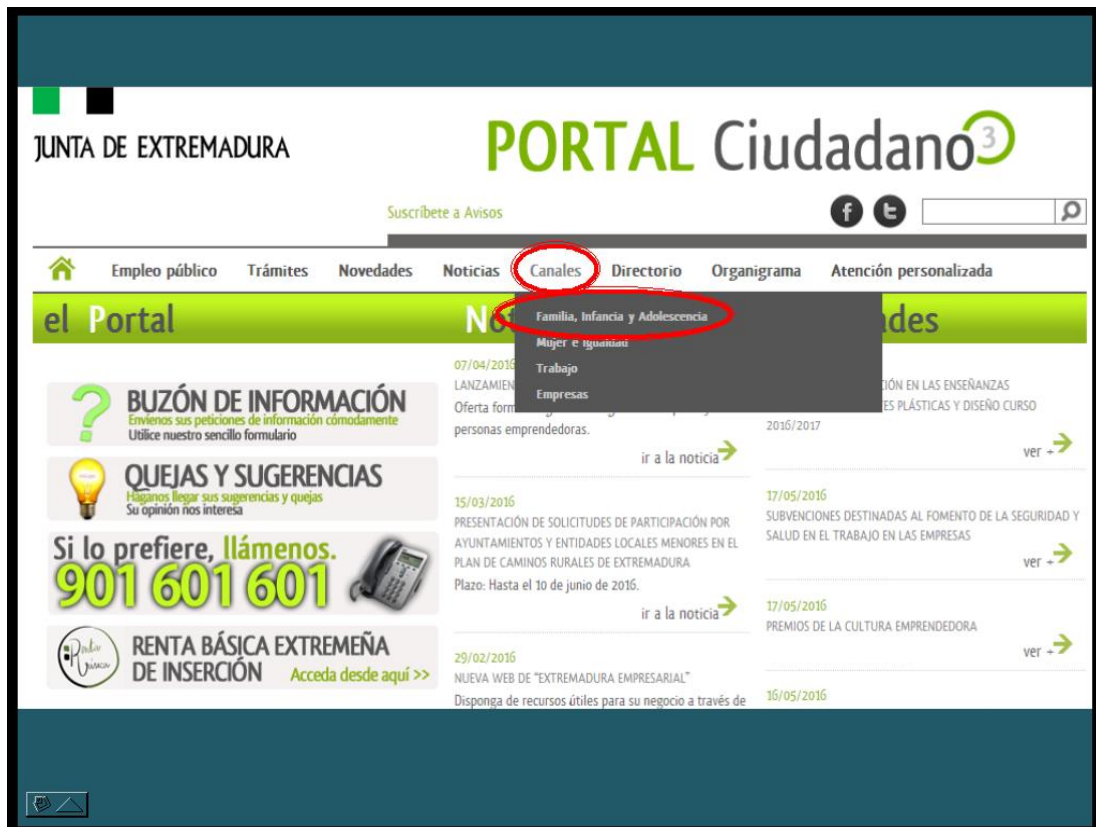 JUNTA DE EXTREMADURA
PORTAL Ciudadano3
Suscríbete a Avisos
Empleo público Trámites Novedades Noticias Canales Directorio Organigrama Atención personalizada
Familia, Infancia y Adolescencia
Mujer e Igualdad
Trabajo
Empresas
el Portal
BUZÓN DE INFORMACIÓN
Envíenos sus peticiones de información cómodamente
Utilice nuestro sencillo formulario
QUEJAS Y SUGERENCIAS
Háganos llegar sus sugerencias y quejas
Su opinión nos interesa
Si lo prefiere, llámenos.
901 601 601
RENTA BÁSICA EXTREMEÑA
DE INSERCIÓN Acceda desde aquí >>
07/04/2016
LANZAMIEN
Oferta form
personas emprendedoras.
ir a la noticia
15/03/2016
PRESENTACIÓN DE SOLICITUDES DE PARTICIPACIÓN POR
AYUNTAMIENTOS Y ENTIDADES LOCALES MENORES EN EL
PLAN DE CAMINOS RURALES DE EXTREMADURA
Plazo: Hasta el 10 de junio de 2016.
ir a la noticia
29/02/2016
NUEVA WEB DE "EXTREMADURA EMPRESARIAL"
Disponga de recursos útiles para su negocio a través de
ades
IÓN EN LAS ENSEÑANZAS
ES PLÁSTICAS Y DISEÑO CURSO
2016/2017
ver +
17/05/2016
SUBVENCIONES DESTINADAS AL FOMENTO DE LA SEGURIDAD Y
SALUD EN EL TRABAJO EN LAS EMPRESAS
ver +
17/05/2016
PREMIOS DE LA CULTURA EMPRENDEDORA
ver +
16/05/2016